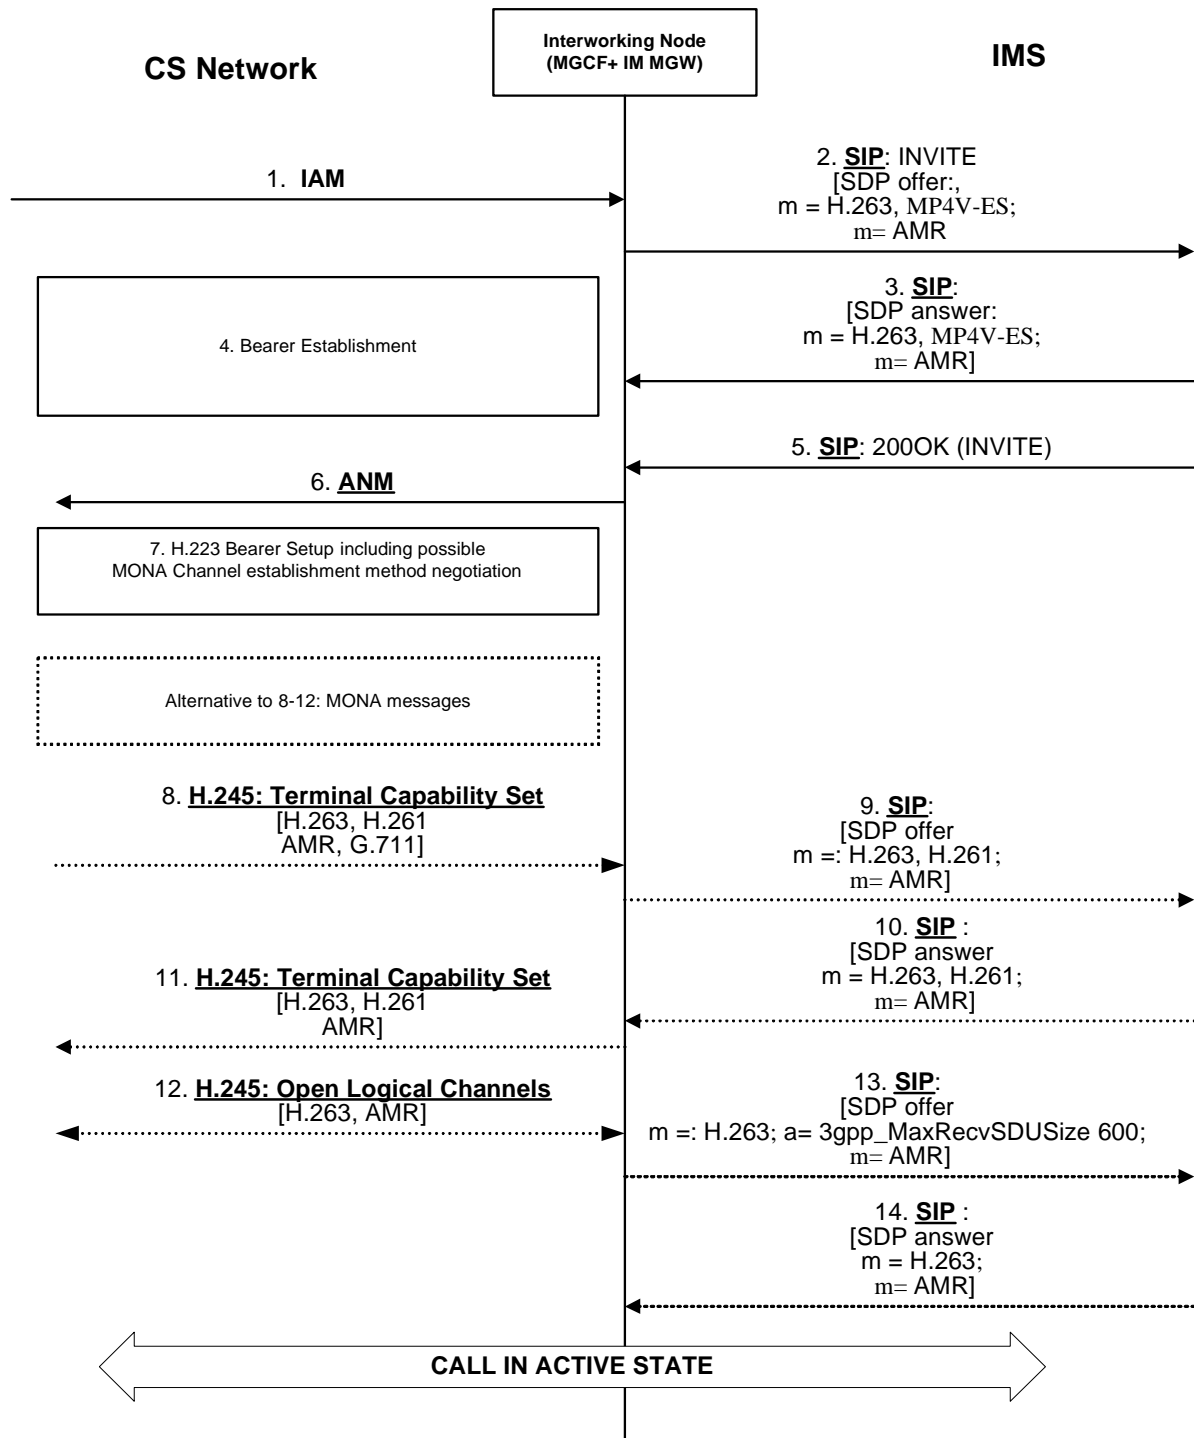 Interworking Node
(MGCF+ IM MGW)
CS Network
IMS
1. IAM
2. SIP: INVITE
[SDP offer:,
m = H.263, MP4V-ES;
m= AMR
3. SIP:
[SDP answer:
m = H.263, MP4V-ES;
m= AMR]
4. Bearer Establishment
5. SIP: 200OK (INVITE)
6. ANM
7. H.223 Bearer Setup including possible
MONA Channel establishment method negotiation
Alternative to 8-12: MONA messages
8. H.245: Terminal Capability Set
[H.263, H.261
AMR, G.711]
9. SIP:
[SDP offer
m =: H.263, H.261;
m= AMR]
10. SIP :
[SDP answer
m = H.263, H.261;
m= AMR]
11. H.245: Terminal Capability Set
[H.263, H.261
AMR]
12. H.245: Open Logical Channels
[H.263, AMR]
13. SIP:
[SDP offer
m =: H.263; a= 3gpp_MaxRecvSDUSize 600;
m= AMR]
14. SIP :
[SDP answer
m = H.263;
m= AMR]
CALL IN ACTIVE STATE